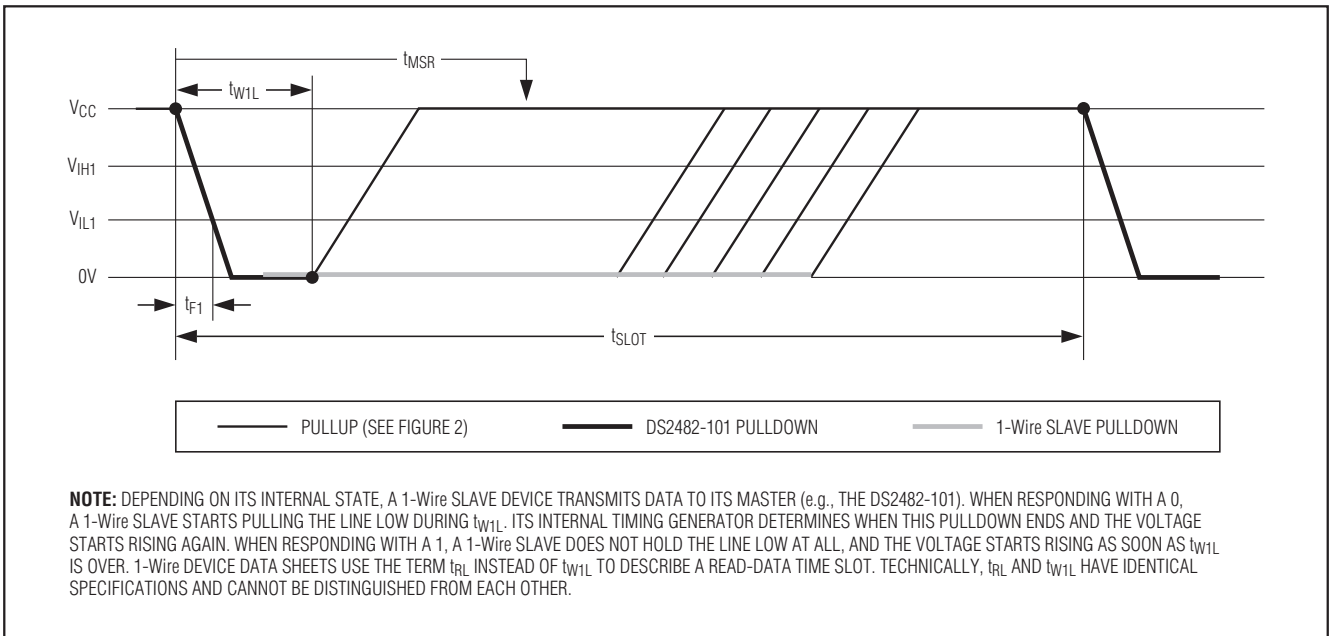 tMSR
tW1L
VCC
VIH1
VIL1
0V
tF1
tSLOT
PULLUP (SEE FIGURE 2) DS2482-101 PULLDOWN 1-Wire SLAVE PULLDOWN
NOTE: DEPENDING ON ITS INTERNAL STATE, A 1-Wire SLAVE DEVICE TRANSMITS DATA TO ITS MASTER (e.g., THE DS2482-101). WHEN RESPONDING WITH A 0,
A 1-Wire SLAVE STARTS PULLING THE LINE LOW DURING tW1L. ITS INTERNAL TIMING GENERATOR DETERMINES WHEN THIS PULLDOWN ENDS AND THE VOLTAGE
STARTS RISING AGAIN. WHEN RESPONDING WITH A 1, A 1-Wire SLAVE DOES NOT HOLD THE LINE LOW AT ALL, AND THE VOLTAGE STARTS RISING AS SOON AS tW1L
IS OVER. 1-Wire DEVICE DATA SHEETS USE THE TERM tRL INSTEAD OF tW1L TO DESCRIBE A READ-DATA TIME SLOT. TECHNICALLY, tRL AND tW1L HAVE IDENTICAL
SPECIFICATIONS AND CANNOT BE DISTINGUISHED FROM EACH OTHER.